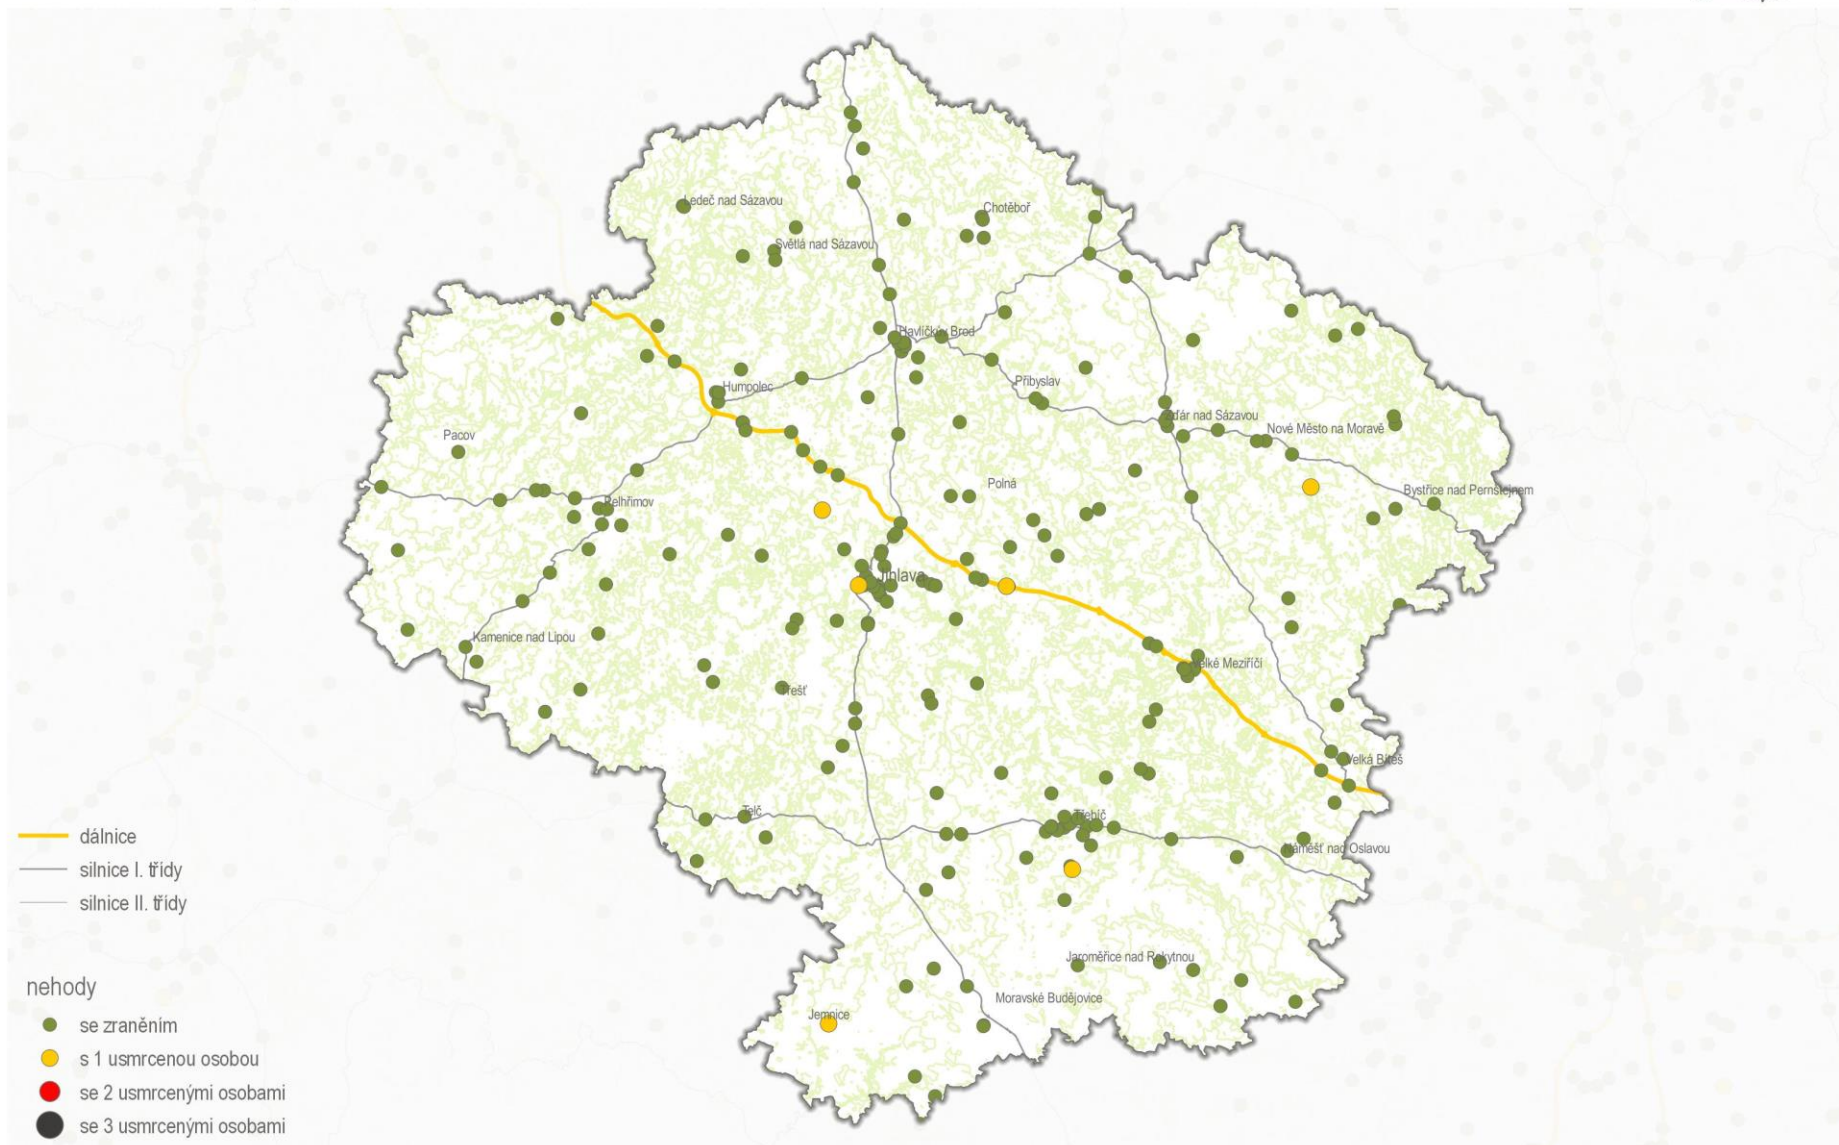 Ledeč nad Sázavou
Chotěboř
Světlá nad Sázavou
Havlíčkův Brod
Humpolec
Přibyslav
Žďár nad Sázavou
Nové Město na Moravě
Pacov
Polná
Bystřice nad Pernštejnem
Pelhřimov
Jihlava
Kamenice nad Lipou
Velké Meziříčí
Třešť
Velká Bíteš
Telč
Třebíč
Náměšť nad Oslavou
Jaroměřice nad Rokytnou
Moravské Budějovice
Jemnice
dálnice
silnice I. třídy
silnice II. třídy
nehody
se zraněním
s 1 usmrcenou osobou
se 2 usmrcenými osobami
se 3 usmrcenými osobami